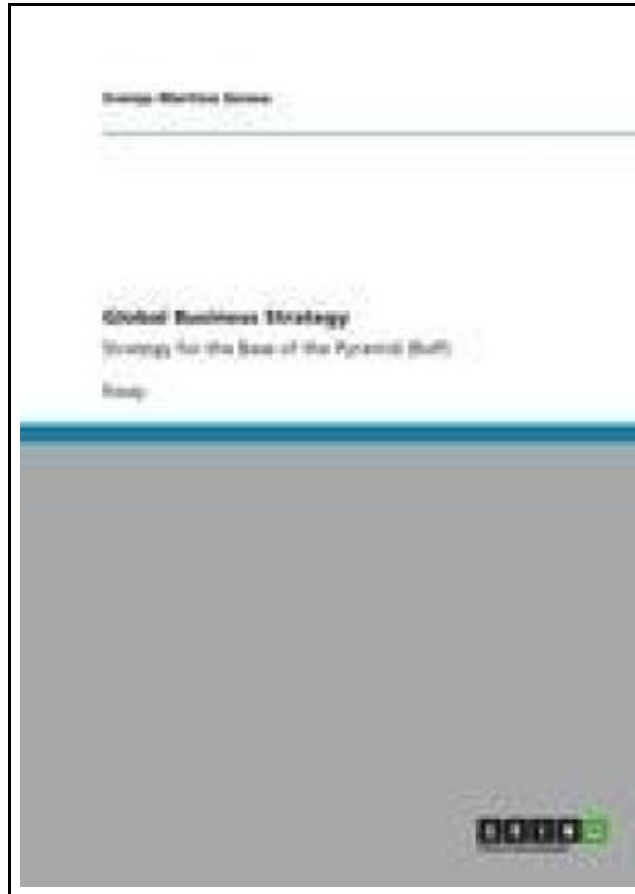 Global Business Strategy
Strategy for the Base of the Pyramid (BoP)
Essay
GRIN